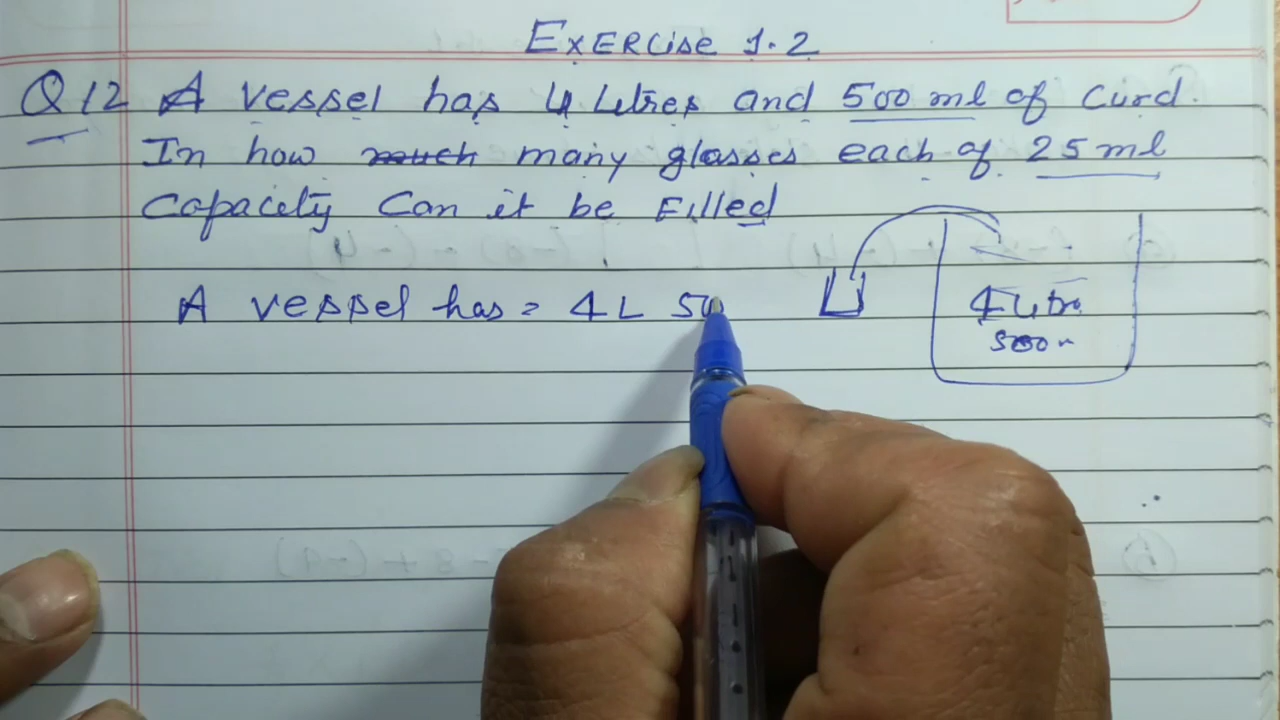 Exercise 1.2
Q12 A vessel has 4 Litres and 500 ml of Curd.
In how much many glasses each of 25 ml
Capacity Can it be Filled
A vessel has = 4 L 50
4 Litre
500 m